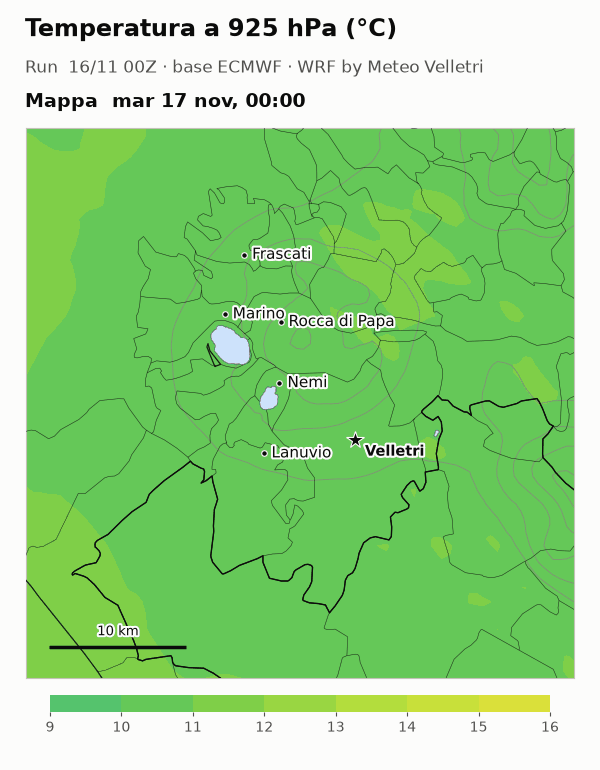 Temperatura a 925 hPa (°C)
Run  16/11 00Z · base ECMWF · WRF by Meteo Velletri
Mappa  mar 17 nov, 00:00
Frascati
Marino
Rocca di Papa
Nemi
Velletri
Lanuvio
10 km
9 10 11 12 13 14 15 16